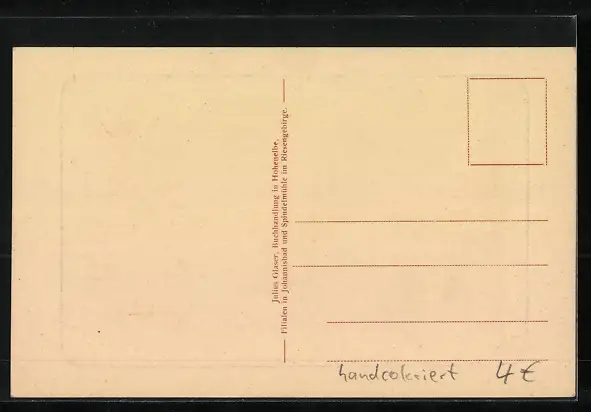 Julius Glaser, Buchhandlung in Hohenelbe,
Filialen in Johannisbad und Spindelmühle im Riesengebirge.
handcoloriert 4 €